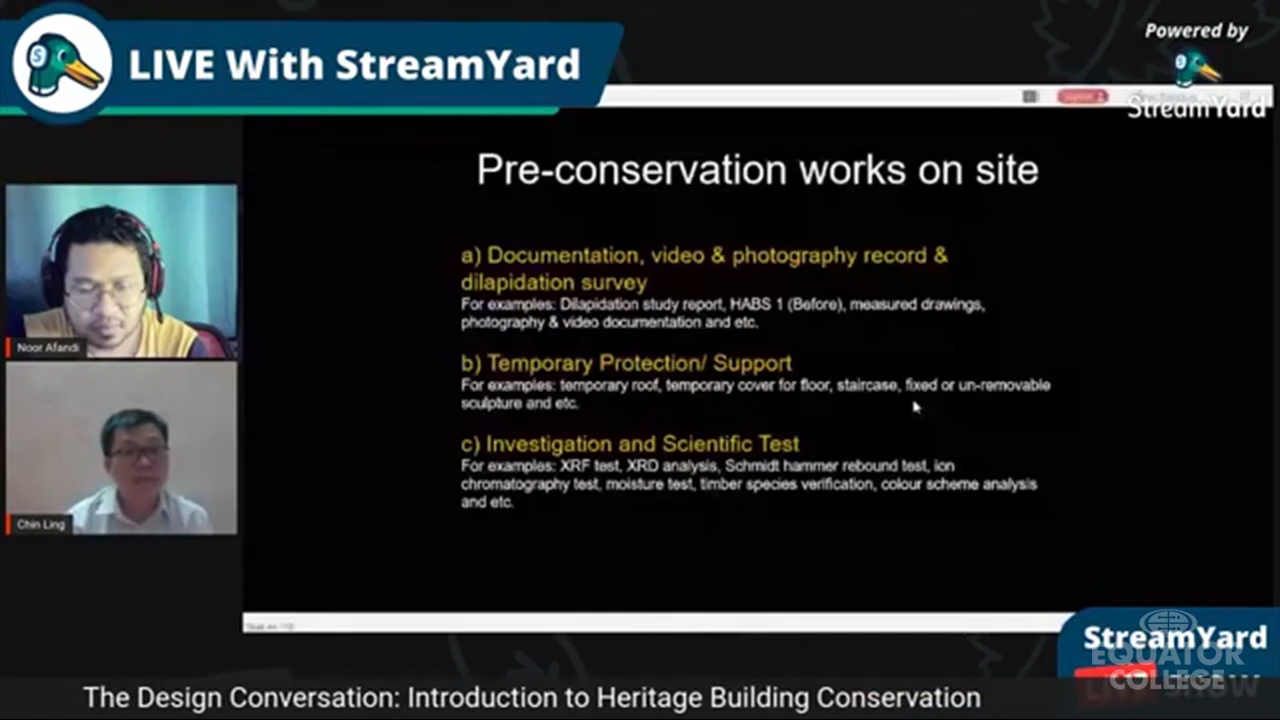 LIVE With StreamYard
Powered by
StreamYard
Pre-conservation works on site
a) Documentation, video & photography record &
dilapidation survey
For examples: Dilapidation study report, HABS 1 (Before), measured drawings,
photography & video documentation and etc.
b) Temporary Protection/ Support
For examples: temporary roof, temporary cover for floor, staircase, fixed or un-removable
sculpture and etc.
c) Investigation and Scientific Test
For examples: XRF test, XRD analysis, Schmidt hammer rebound test, ion
chromatography test, moisture test, timber species verification, colour scheme analysis
and etc.
Noor Afandi
Chin Ling
StreamYard
EQUATOR
COLLEGE
The Design Conversation: Introduction to Heritage Building Conservation